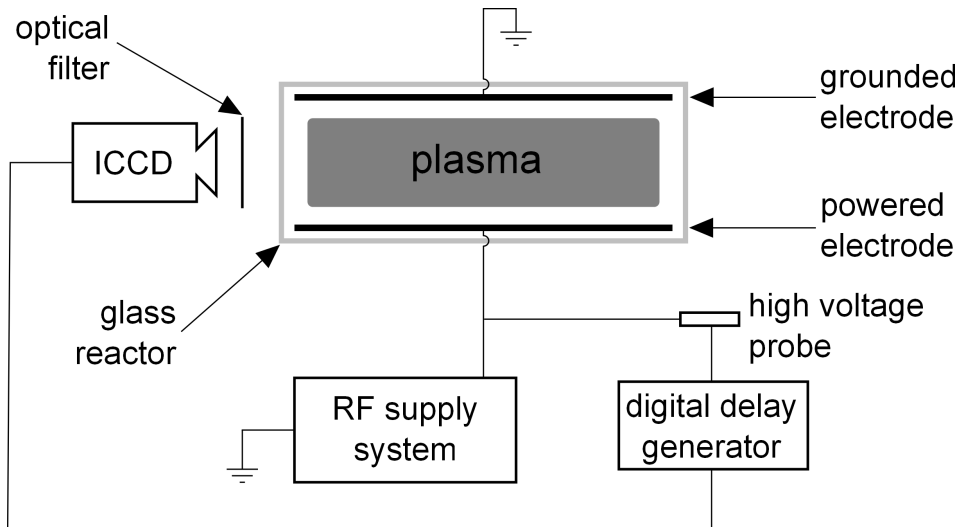 optical
filter
grounded
electrode
ICCD
plasma
powered
electrode
glass
reactor
high voltage
probe
RF supply
system
digital delay
generator